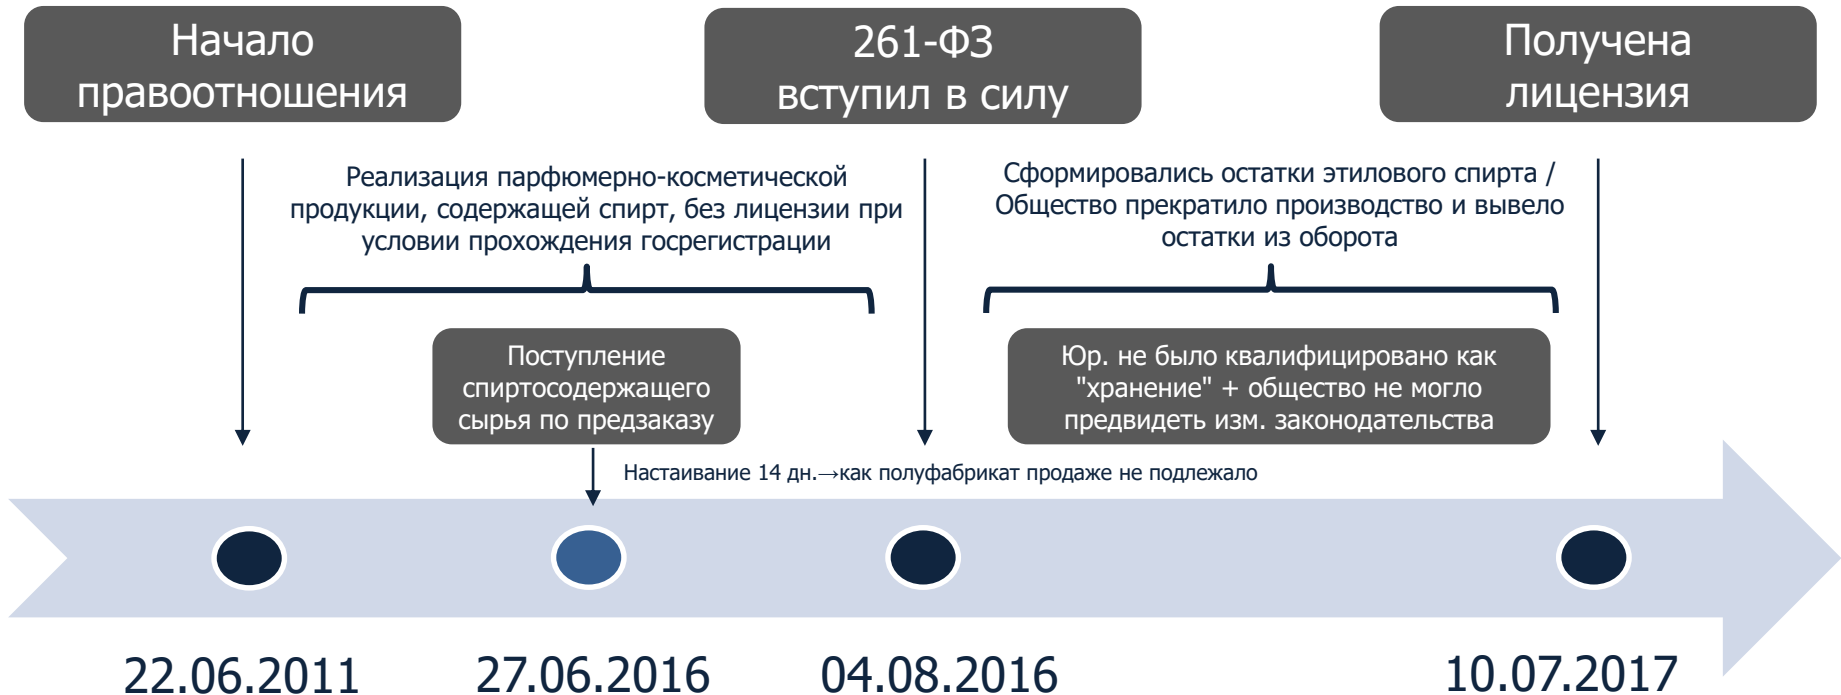 Начало
правоотношения
261-ФЗ
вступил в силу
Получена
лицензия
Реализация парфюмерно-косметической
продукции, содержащей спирт, без лицензии при
условии прохождения госрегистрации
Сформировались остатки этилового спирта /
Общество прекратило производство и вывело
остатки из оборота
Поступление
спиртосодержащего
сырья по предзаказу
Юр. не было квалифицировано как
"хранение" + общество не могло
предвидеть изм. законодательства
Настаивание 14 дн.→как полуфабрикат продаже не подлежало
22.06.2011
27.06.2016
04.08.2016
10.07.2017